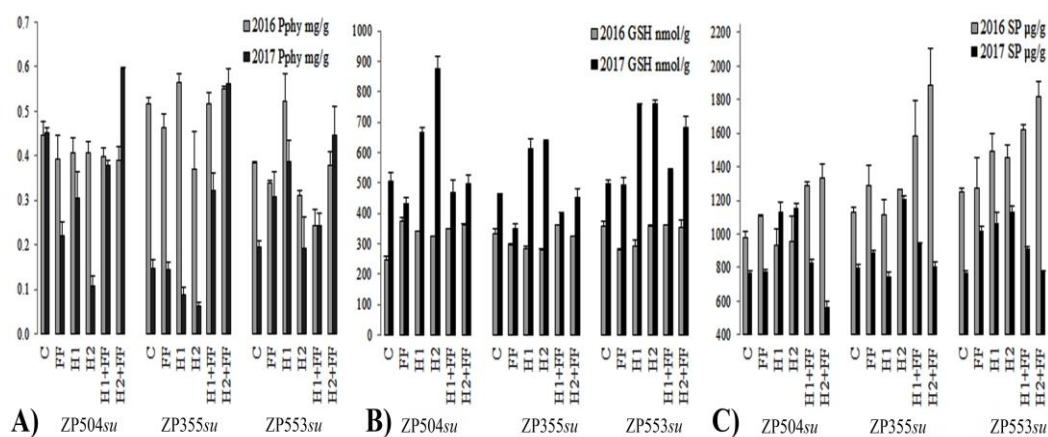 0.7
0.6
0.5
0.4
0.3
0.2
0.1
0.0
2016 Pphy mg/g
2017 Pphy mg/g
C
FF
H1
H2
H1+FF
H2+FF
C
FF
H1
H2
H1+FF
H2+FF
C
FF
H1
H2
H1+FF
H2+FF
A)
ZP504su
ZP355su
ZP553su
1000
900
800
700
600
500
400
300
200
100
0
2016 GSH nmol/g
2017 GSH nmol/g
C
FF
H1
H2
H1+FF
H2+FF
C
FF
H1
H2
H1+FF
H2+FF
C
FF
H1
H2
H1+FF
H2+FF
B)
ZP504su
ZP355su
ZP553su
2200
2000
1800
1600
1400
1200
1000
800
600
400
2016 SP µg/g
2017 SP µg/g
C
FF
H1
H2
H1+FF
H2+FF
C
FF
H1
H2
H1+FF
H2+FF
C
FF
H1
H2
H1+FF
H2+FF
C)
ZP504su
ZP355su
ZP553su